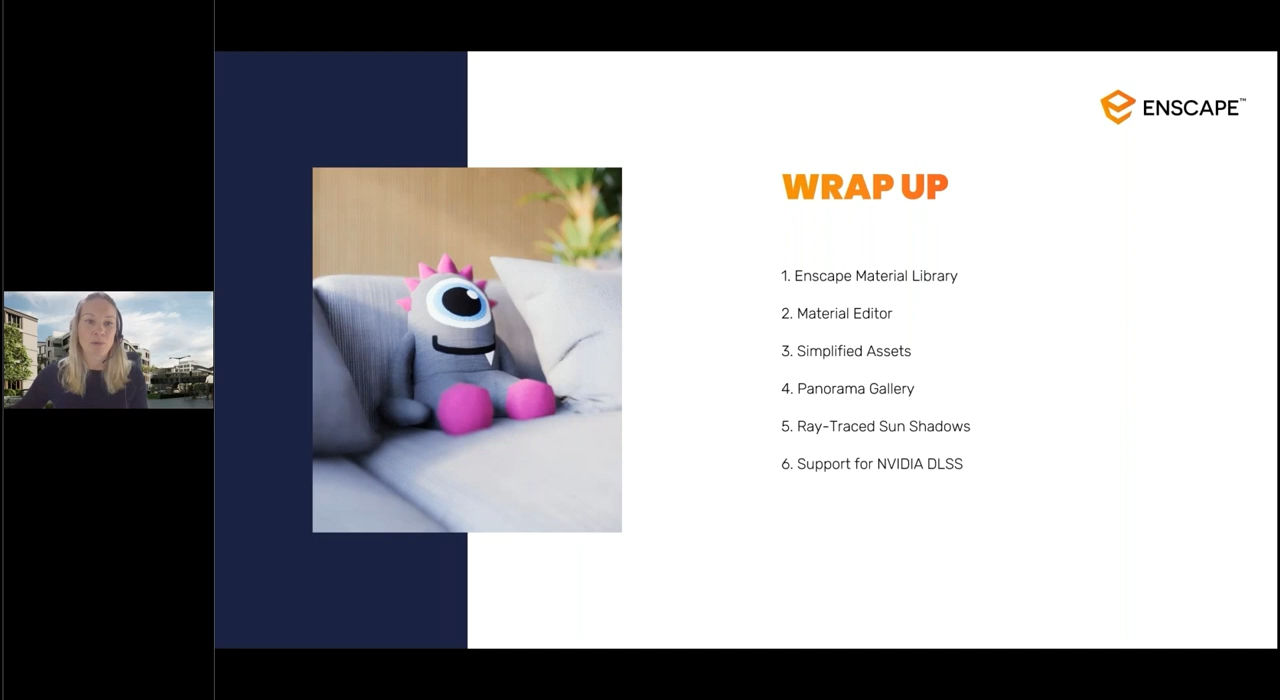 ENSCAPE™
WRAP UP
1. Enscape Material Library
2. Material Editor
3. Simplified Assets
4. Panorama Gallery
5. Ray-Traced Sun Shadows
6. Support for NVIDIA DLSS